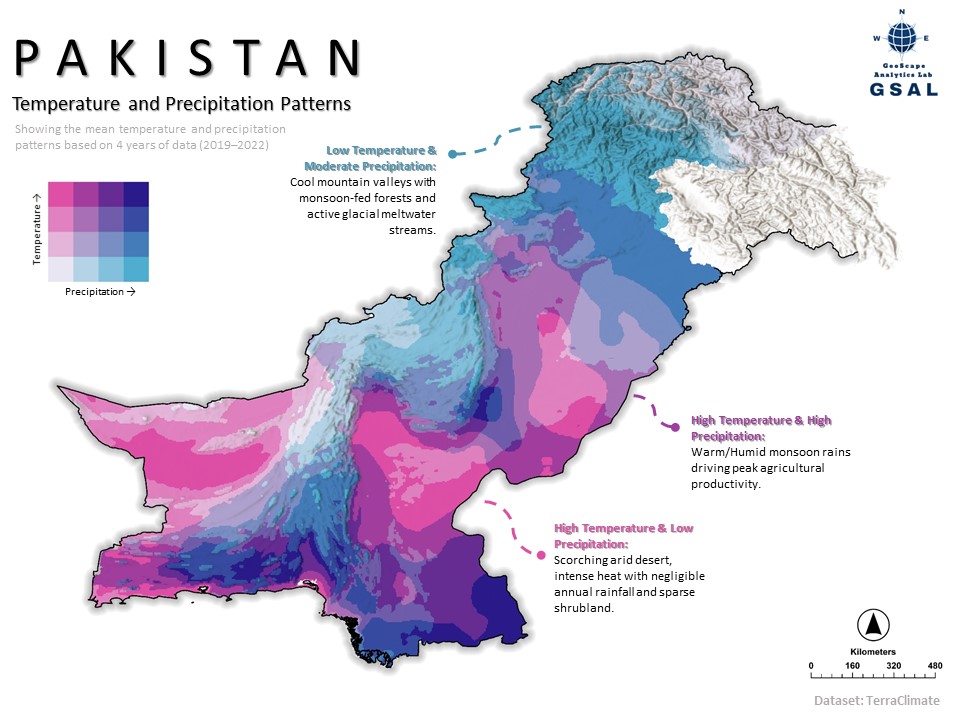 PAKISTAN
Temperature and Precipitation Patterns
Showing the mean temperature and precipitation
patterns based on 4 years of data (2019–2022)
N
W E
S
GeoScape
Analytics Lab
GSAL
Temperature →
Precipitation →
Low Temperature &
Moderate Precipitation:
Cool mountain valleys with
monsoon-fed forests and
active glacial meltwater
streams.
High Temperature & High
Precipitation:
Warm/Humid monsoon rains
driving peak agricultural
productivity.
High Temperature & Low
Precipitation:
Scorching arid desert,
intense heat with negligible
annual rainfall and sparse
shrubland.
Kilometers
0 160 320 480
Dataset: TerraClimate